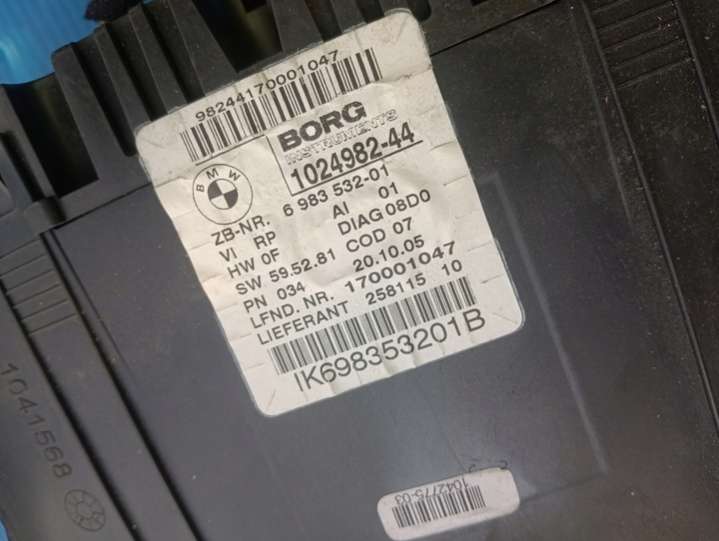 98244170001047
BORG
INSTRUMENTS
1024982-44
BMW
ZB-NR. 6 983 532-01
VI RP AI 01
HW 0F DIAG 08D0
SW 59.52.81 COD 07
PN 034 20.10.05
LFND. NR. 170001047
LIEFERANT 258115 10
IK698353201B
1041568
1042775-03